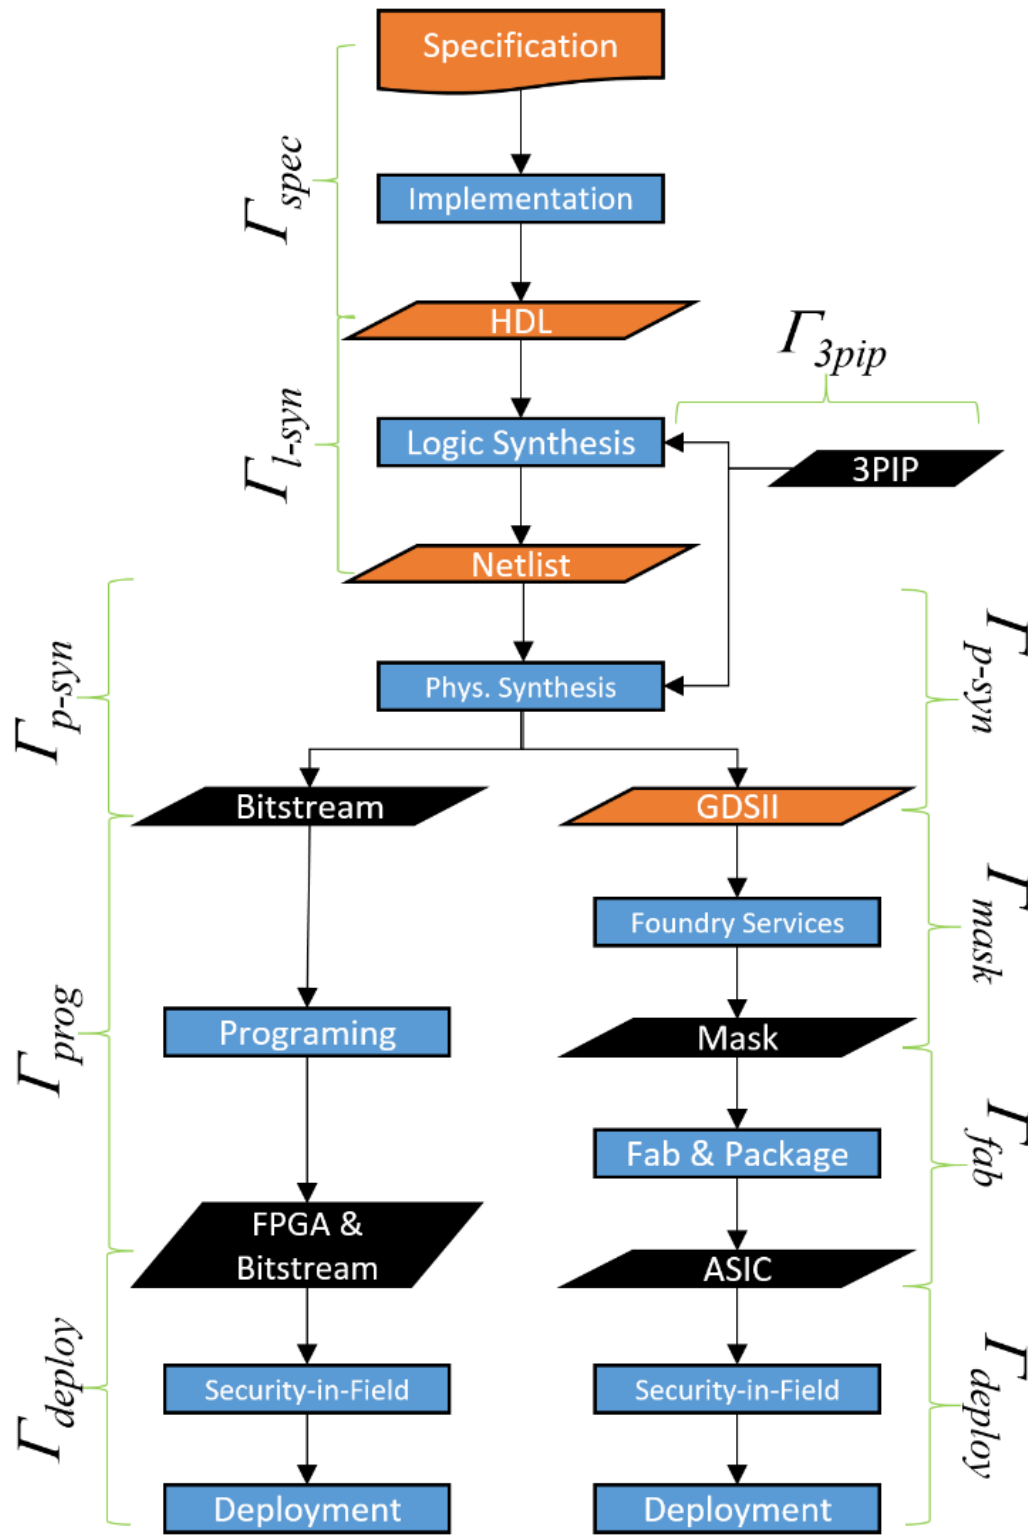 Specification
Γspec
Implementation
HDL
Γ3pip
Γl-syn
Logic Synthesis
3PIP
Netlist
Γp-syn
Γp-syn
Phys. Synthesis
Bitstream
GDSII
Γmask
Foundry Services
Γprog
Programing
Mask
Γfab
Fab & Package
FPGA &
Bitstream
ASIC
Γdeploy
Γdeploy
Security-in-Field
Security-in-Field
Deployment
Deployment